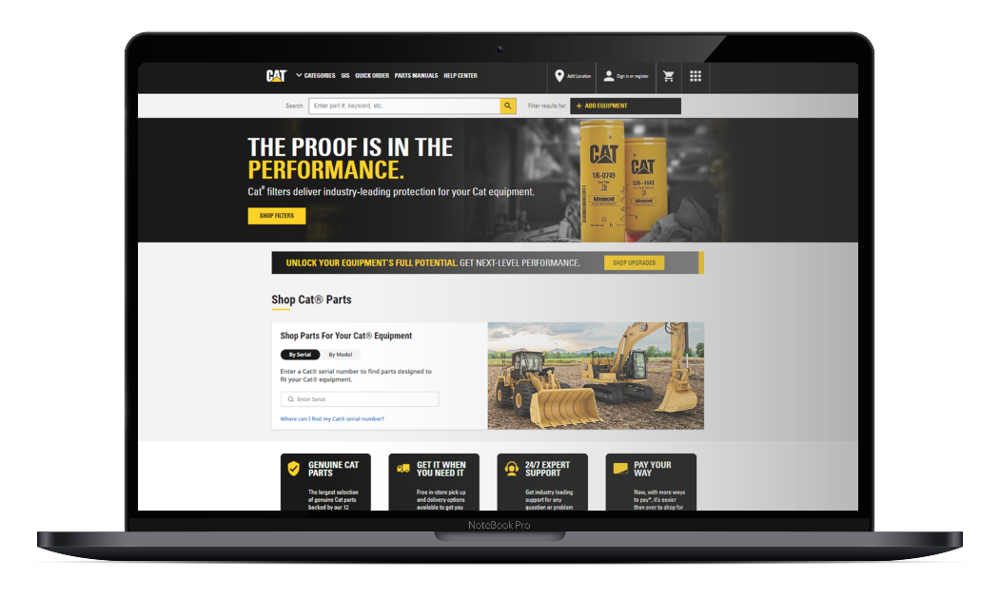 CAT
CATEGORIES SIS QUICK ORDER PARTS MANUALS HELP CENTER
Add Location
Sign in or register
Search
Enter part #, keyword, etc.
Filter results for:
+ ADD EQUIPMENT
THE PROOF IS IN THE
PERFORMANCE.
Cat® filters deliver industry-leading protection for your Cat equipment.
SHOP FILTERS
CAT
1R-0749
Advanced
CAT
Advanced
UNLOCK YOUR EQUIPMENT'S FULL POTENTIAL. GET NEXT-LEVEL PERFORMANCE.
SHOP UPGRADES
Shop Cat® Parts
Shop Parts For Your Cat® Equipment
By Serial
By Model
Enter a Cat® serial number to find parts designed to
fit your Cat® equipment.
Enter Serial
Where can I find my Cat® serial number?
GENUINE CAT
PARTS
The largest selection
of genuine Cat parts
backed by our 12
GET IT WHEN
YOU NEED IT
Free in-store pick up
and delivery options
available to get you
24/7 EXPERT
SUPPORT
Get industry leading
support for any
question or problem
PAY YOUR
WAY
Now, with more ways
to pay*, it's easier
than ever to shop for
NoteBook Pro